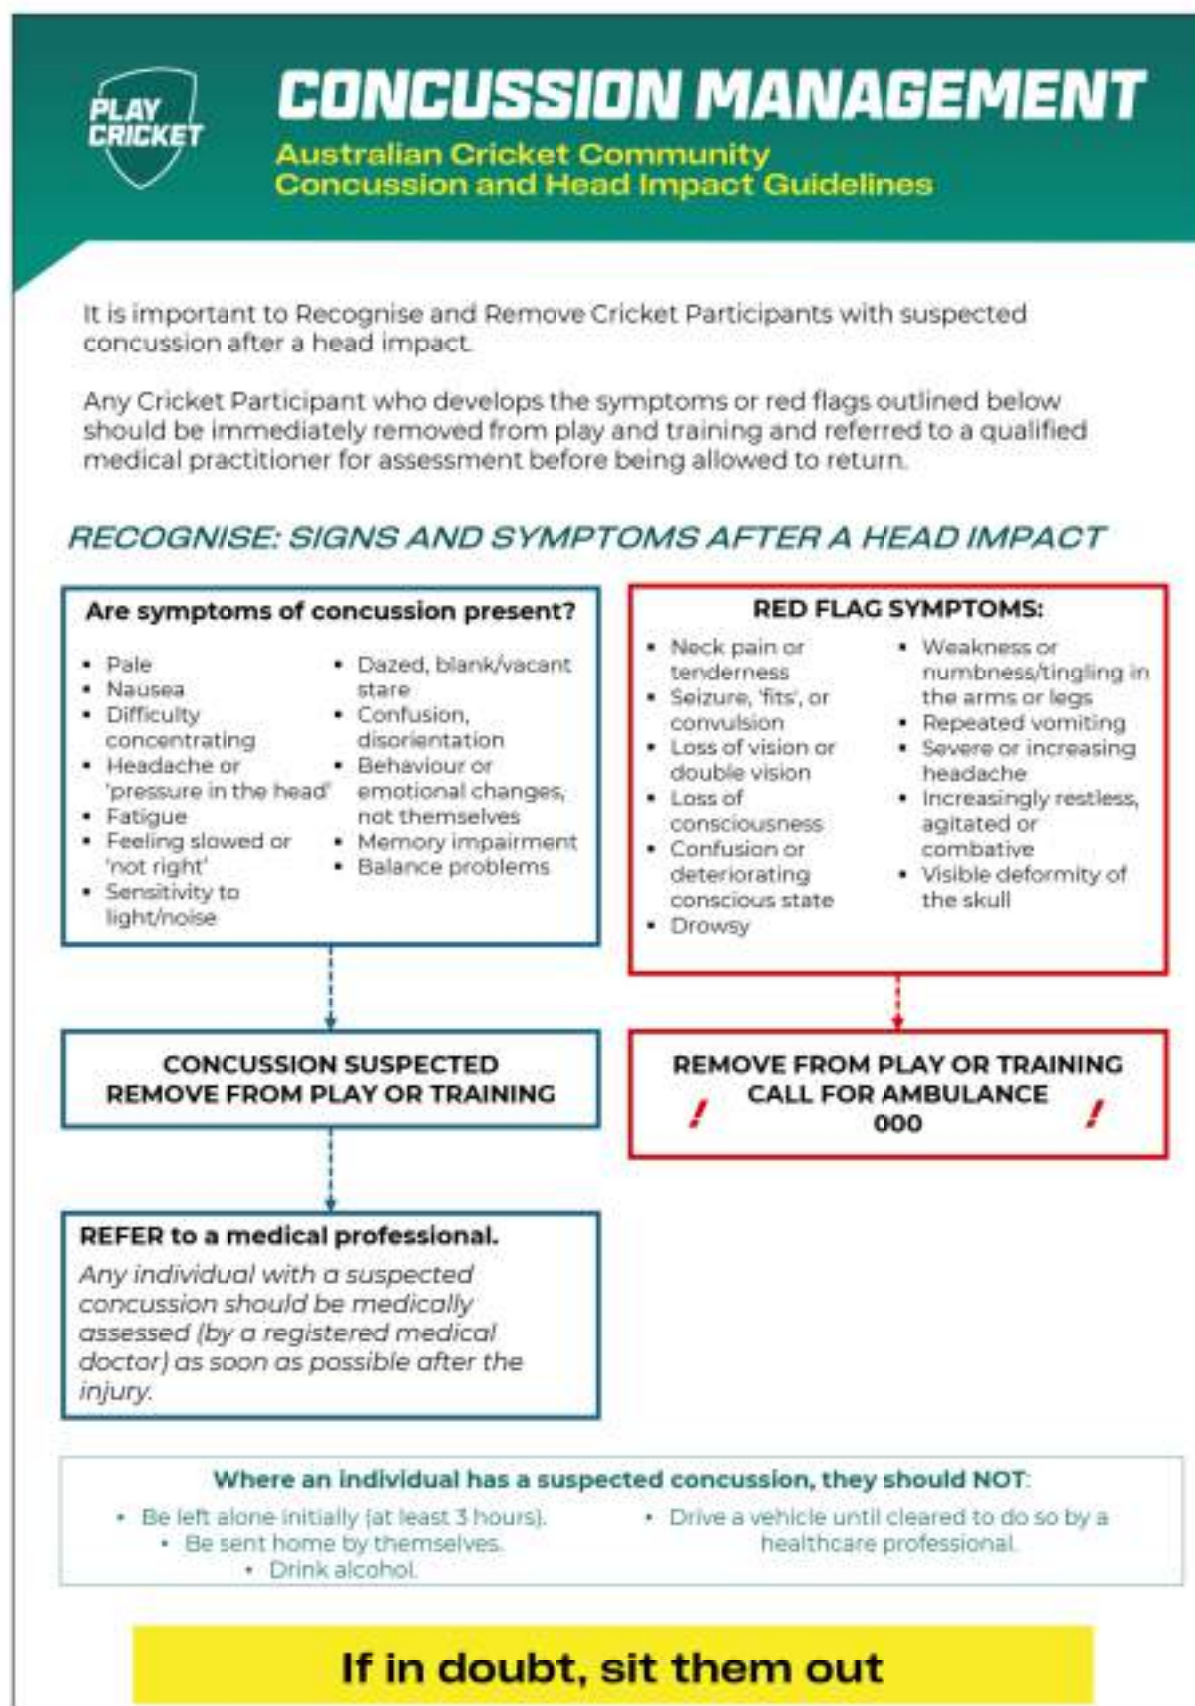 PLAY
CRICKET
CONCUSSION MANAGEMENT
Australian Cricket Community
Concussion and Head Impact Guidelines
It is important to Recognise and Remove Cricket Participants with suspected
concussion after a head impact.
Any Cricket Participant who develops the symptoms or red flags outlined below
should be immediately removed from play and training and referred to a qualified
medical practitioner for assessment before being allowed to return.
RECOGNISE: SIGNS AND SYMPTOMS AFTER A HEAD IMPACT
Are symptoms of concussion present?
▪ Pale
▪ Nausea
▪ Difficulty
concentrating
▪ Headache or
'pressure in the head'
▪ Fatigue
▪ Feeling slowed or
'not right'
▪ Sensitivity to
light/noise
▪ Dazed, blank/vacant
stare
▪ Confusion,
disorientation
▪ Behaviour or
emotional changes,
not themselves
▪ Memory impairment
▪ Balance problems
RED FLAG SYMPTOMS:
▪ Neck pain or
tenderness
▪ Seizure, 'fits', or
convulsion
▪ Loss of vision or
double vision
▪ Loss of
consciousness
▪ Confusion or
deteriorating
conscious state
▪ Drowsy
▪ Weakness or
numbness/tingling in
the arms or legs
▪ Repeated vomiting
▪ Severe or increasing
headache
▪ Increasingly restless,
agitated or
combative
▪ Visible deformity of
the skull
CONCUSSION SUSPECTED
REMOVE FROM PLAY OR TRAINING
REMOVE FROM PLAY OR TRAINING
! CALL FOR AMBULANCE !
000
REFER to a medical professional.
Any individual with a suspected
concussion should be medically
assessed (by a registered medical
doctor) as soon as possible after the
injury.
Where an individual has a suspected concussion, they should NOT:
• Be left alone initially (at least 3 hours).
• Be sent home by themselves.
• Drink alcohol.
• Drive a vehicle until cleared to do so by a
healthcare professional.
If in doubt, sit them out